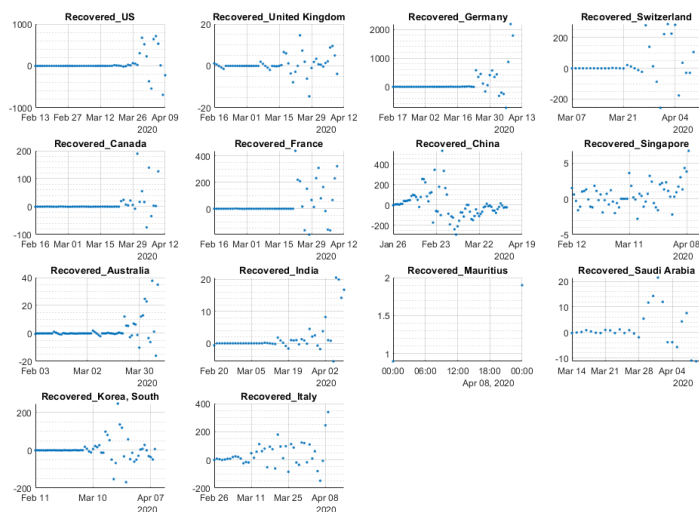 Recovered_US
1000
0
-1000
Feb 13 Feb 27 Mar 12 Mar 26 Apr 09
2020
Recovered_United Kingdom
20
0
-20
Feb 16 Mar 01 Mar 15 Mar 29 Apr 12
2020
Recovered_Germany
2000
1000
0
Feb 17 Mar 02 Mar 16 Mar 30 Apr 13
2020
Recovered_Switzerland
200
0
-200
Mar 07 Mar 21 Apr 04
2020
Recovered_Canada
200
100
0
-100
Feb 16 Mar 01 Mar 15 Mar 29 Apr 12
2020
Recovered_France
400
200
0
-200
Feb 16 Mar 01 Mar 15 Mar 29 Apr 12
2020
Recovered_China
400
200
0
-200
Jan 26 Feb 23 Mar 22 Apr 19
2020
Recovered_Singapore
5
0
-5
Feb 12 Mar 11 Apr 08
2020
Recovered_Australia
40
20
0
-20
Feb 03 Mar 02 Mar 30
2020
Recovered_India
20
10
0
Feb 20 Mar 05 Mar 19 Apr 02
2020
Recovered_Mauritius
2
1.5
1
00:00 06:00 12:00 18:00 00:00
Apr 08, 2020
Recovered_Saudi Arabia
20
10
0
-10
Mar 14 Mar 21 Mar 28 Apr 04
2020
Recovered_Korea, South
200
0
-200
Feb 11 Mar 10 Apr 07
2020
Recovered_Italy
400
200
0
-200
Feb 26 Mar 11 Mar 25 Apr 08
2020